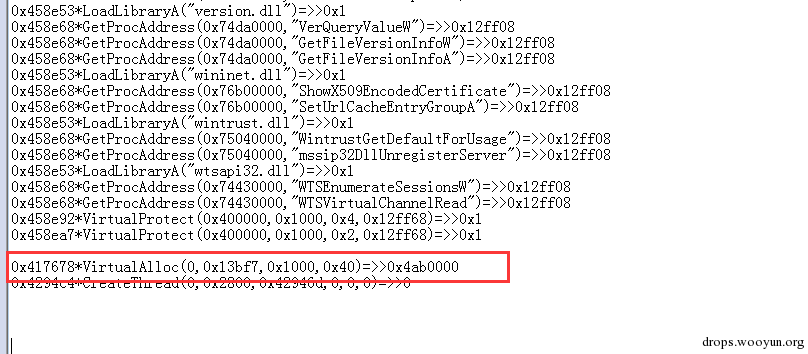 0x458e53*LoadLibraryA("version.dll")=>>0x1
0x458e68*GetProcAddress(0x74da0000,"VerQueryValueW")=>>0x12ff08
0x458e68*GetProcAddress(0x74da0000,"GetFileVersionInfoW")=>>0x12ff08
0x458e68*GetProcAddress(0x74da0000,"GetFileVersionInfoA")=>>0x12ff08
0x458e53*LoadLibraryA("wininet.dll")=>>0x1
0x458e68*GetProcAddress(0x76b00000,"ShowX509EncodedCertificate")=>>0x12ff08
0x458e68*GetProcAddress(0x76b00000,"SetUrlCacheEntryGroupA")=>>0x12ff08
0x458e53*LoadLibraryA("wintrust.dll")=>>0x1
0x458e68*GetProcAddress(0x75040000,"WintrustGetDefaultForUsage")=>>0x12ff08
0x458e68*GetProcAddress(0x75040000,"mssip32DllUnregisterServer")=>>0x12ff08
0x458e53*LoadLibraryA("wtsapi32.dll")=>>0x1
0x458e68*GetProcAddress(0x74430000,"WTSEnumerateSessionsW")=>>0x12ff08
0x458e68*GetProcAddress(0x74430000,"WTSVirtualChannelRead")=>>0x12ff08
0x458e92*VirtualProtect(0x400000,0x1000,0x4,0x12ff68)=>>0x1
0x458ea7*VirtualProtect(0x400000,0x1000,0x2,0x12ff68)=>>0x1
0x417678*VirtualAlloc(0,0x13bf7,0x1000,0x40)=>>0x4ab0000
0x4294c4*CreateThread(0,0x2800,0x42946d,0,0,0)=>>0
drops.wooyun.org